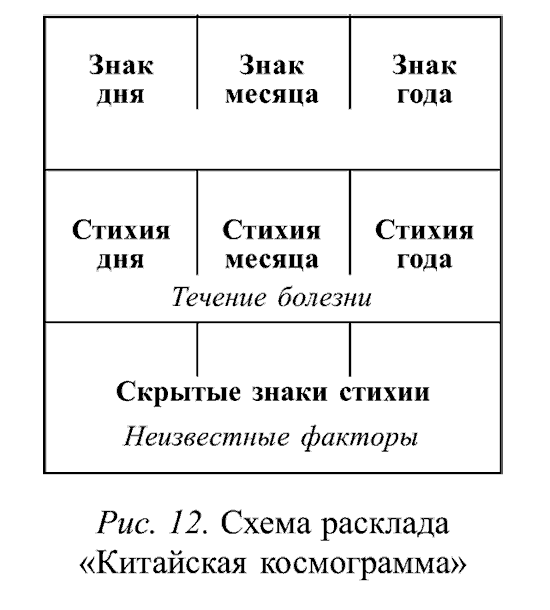 Знак Знак Знак
дня месяца года
Стихия Стихия Стихия
дня месяца года
Течение болезни
Скрытые знаки стихии
Неизвестные факторы
Рис. 12. Схема расклада
«Китайская космограмма»